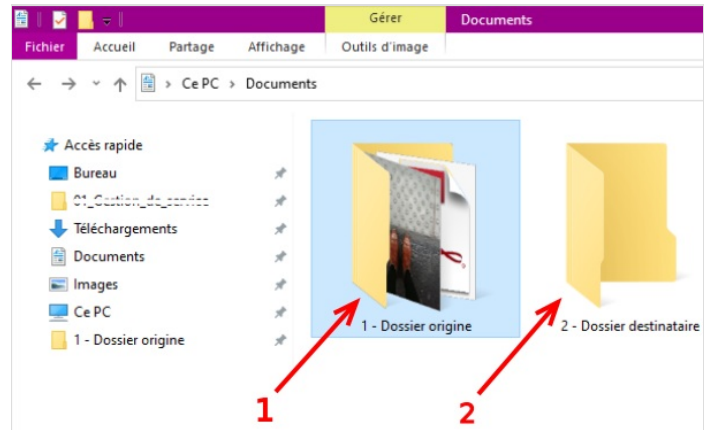 Gérer
Documents
Fichier
Accueil
Partage
Affichage
Outils d'image
Ce PC
Documents
Accès rapide
Bureau
01_Gestion_de_service
Téléchargements
Documents
Images
Ce PC
1 - Dossier origine
1 - Dossier origine
2 - Dossier destinataire
1
2